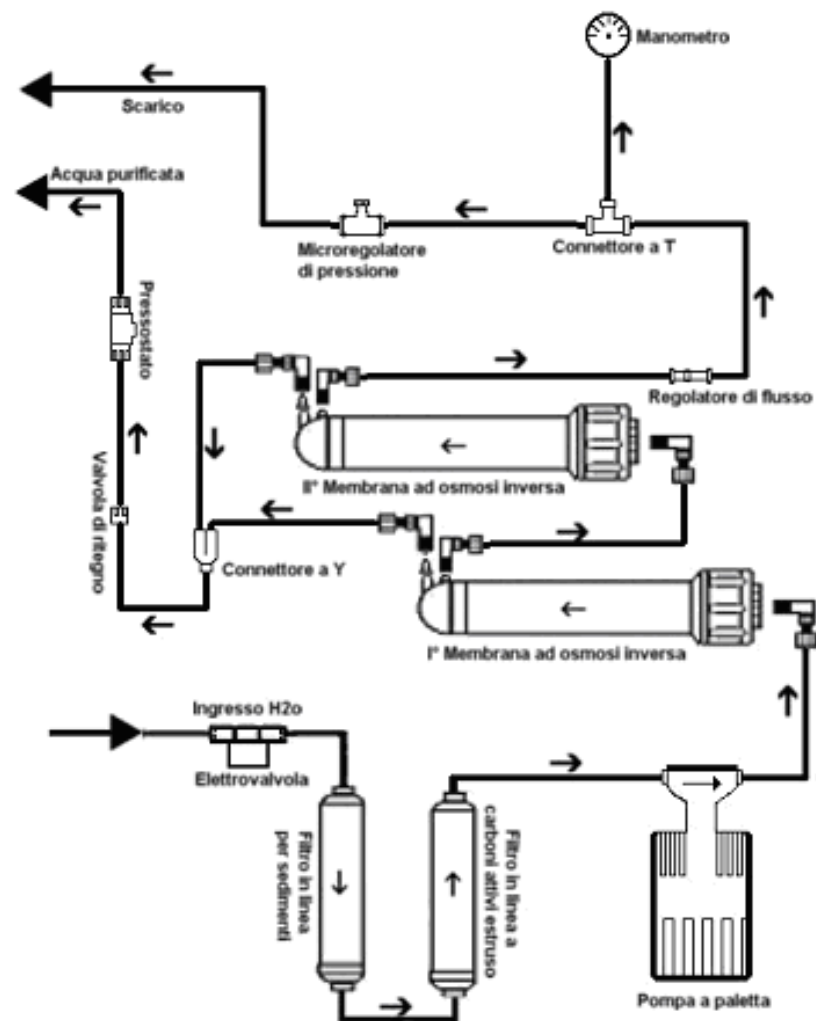 Manometro
Scarico
Acqua purificata
Microregolatore
di pressione
Connettore a T
Pressostato
Regolatore di flusso
II° Membrana ad osmosi inversa
Valvola di ritegno
Connettore a Y
I° Membrana ad osmosi inversa
Ingresso H2o
Elettrovalvola
Filtro in linea
per sedimenti
Filtro in linea a
carboni attivi estruso
Pompa a paletta